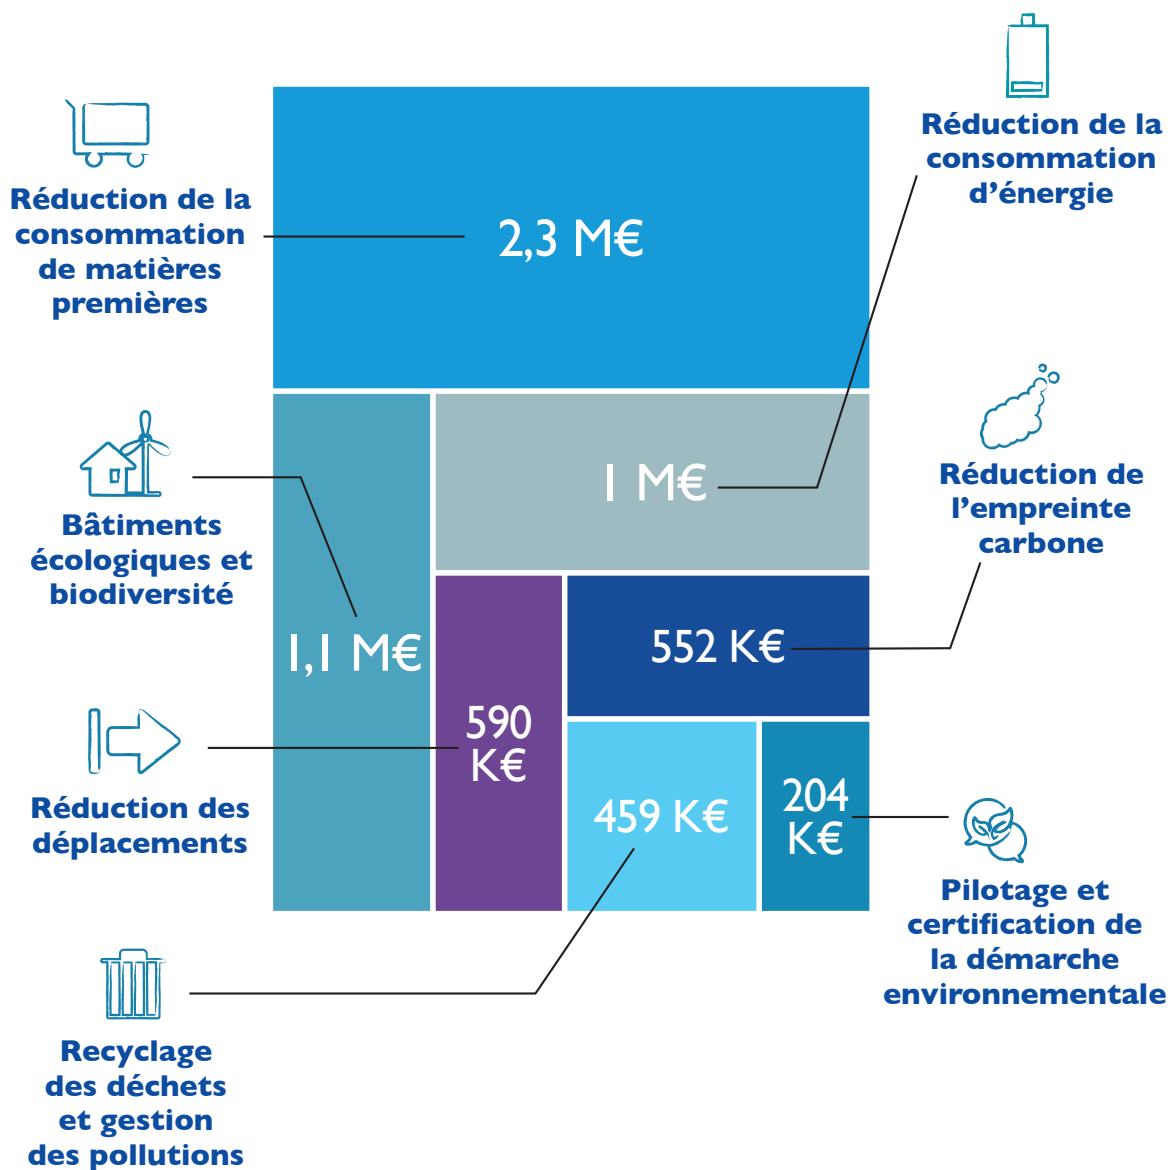 Réduction de la
consommation
de matières
premières
2,3 M€
Réduction de la
consommation
d’énergie
Bâtiments
écologiques et
biodiversité
1,1 M€
1 M€
Réduction de
l’empreinte
carbone
552 K€
Réduction des
déplacements
590
K€
459 K€
204
K€
Pilotage et
certification de
la démarche
environnementale
Recyclage
des déchets
et gestion
des pollutions